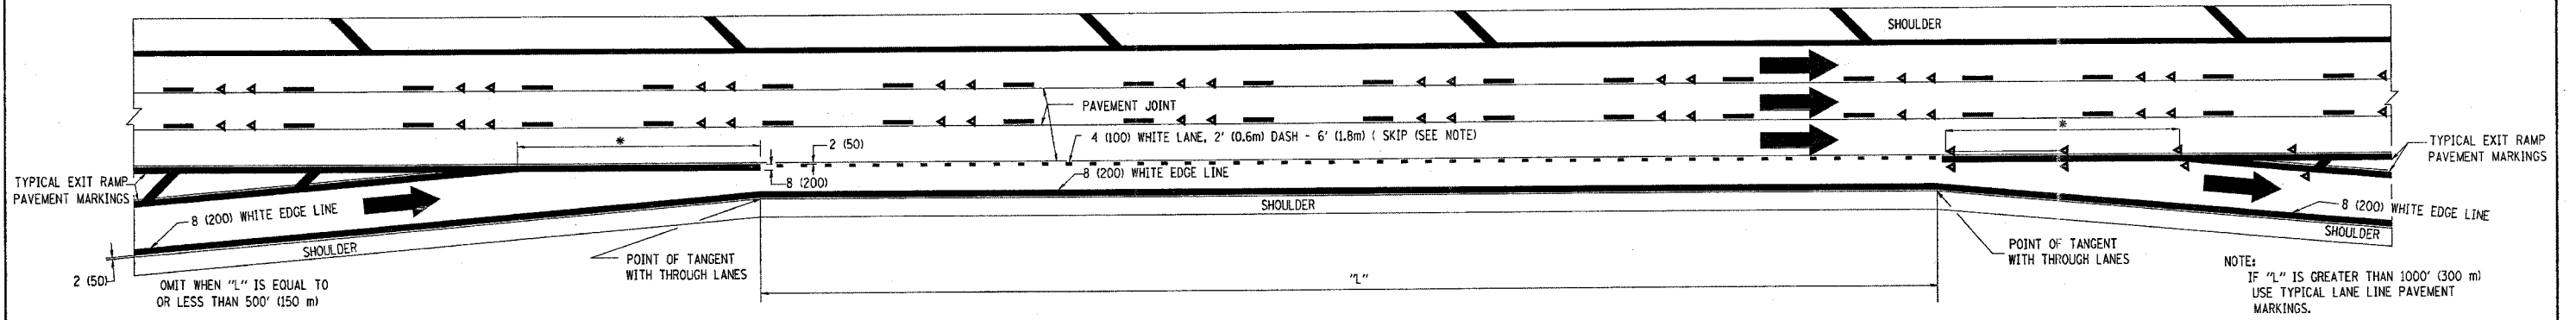 SHOULDER
PAVEMENT JOINT
4 (100) WHITE LANE, 2' (0.6m) DASH - 6' (1.8m) ( SKIP (SEE NOTE)
*
2 (50)
*
TYPICAL EXIT RAMP
PAVEMENT MARKINGS
8 (200)
8 (200) WHITE EDGE LINE
TYPICAL EXIT RAMP
PAVEMENT MARKINGS
8 (200) WHITE EDGE LINE
SHOULDER
8 (200) WHITE EDGE LINE
SHOULDER
SHOULDER
POINT OF TANGENT
WITH THROUGH LANES
POINT OF TANGENT
WITH THROUGH LANES
2 (50)
OMIT WHEN "L" IS EQUAL TO
OR LESS THAN 500' (150 m)
"L"
NOTE:
IF "L" IS GREATER THAN 1000' (300 m)
USE TYPICAL LANE LINE PAVEMENT
MARKINGS.